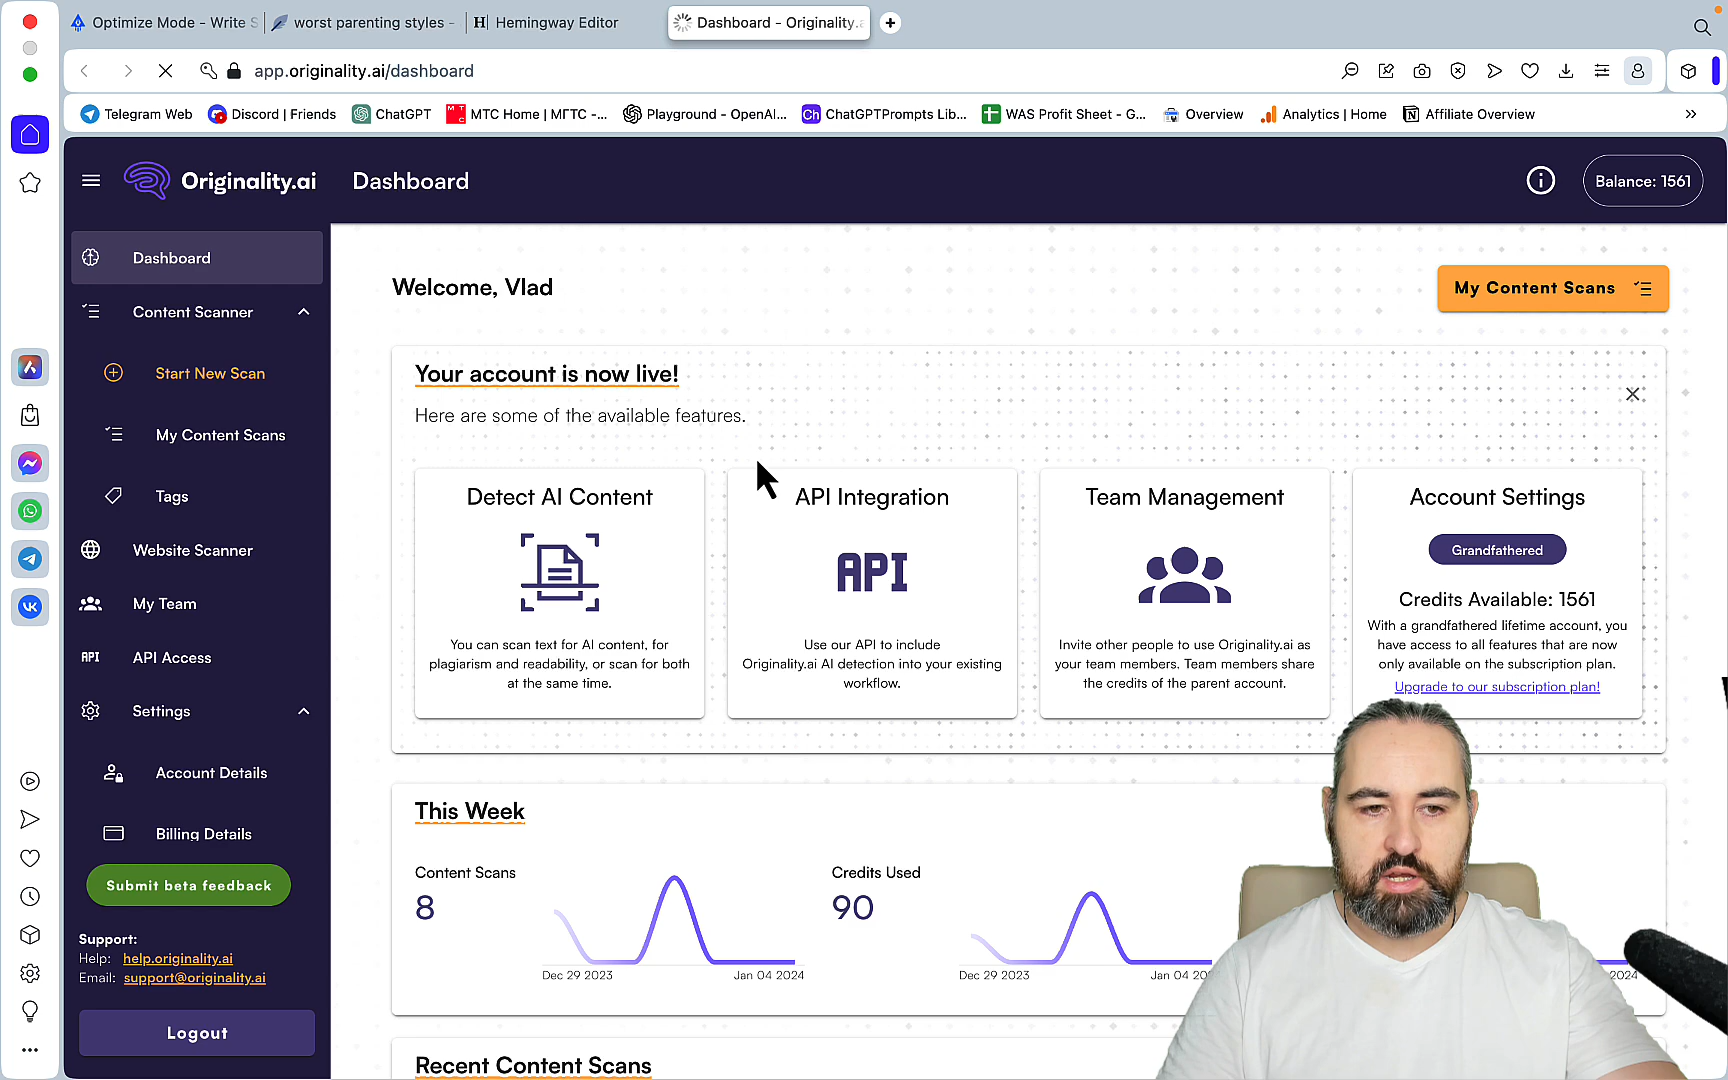 Optimize Mode - Write S
worst parenting styles -
H Hemingway Editor
Dashboard - Originality.a
app.originality.ai/dashboard
Telegram Web
Discord | Friends
ChatGPT
МТС Home | МГТС -...
Playground - OpenAI...
Ch ChatGPTPrompts Lib...
WAS Profit Sheet - G...
Overview
Analytics | Home
Affiliate Overview
Originality.ai
Dashboard
Balance: 1561
Dashboard
Content Scanner
Start New Scan
My Content Scans
Tags
Website Scanner
My Team
API API Access
Settings
Account Details
Billing Details
Submit beta feedback
Support:
Help: help.originality.ai
Email: support@originality.ai
Logout
Welcome, Vlad
My Content Scans
Your account is now live!
Here are some of the available features.
Detect AI Content
You can scan text for AI content, for
plagiarism and readability, or scan for both
at the same time.
API Integration
API
Use our API to include
Originality.ai AI detection into your existing
workflow.
Team Management
Invite other people to use Originality.ai as
your team members. Team members share
the credits of the parent account.
Account Settings
Grandfathered
Credits Available: 1561
With a grandfathered lifetime account, you
have access to all features that are now
only available on the subscription plan.
Upgrade to our subscription plan!
This Week
Content Scans
8
Dec 29 2023
Jan 04 2024
Credits Used
90
Dec 29 2023
Jan 04 20
2024
Recent Content Scans